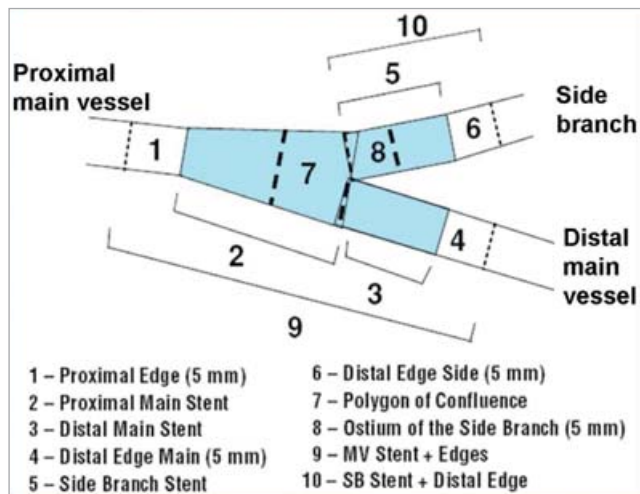 10
5
Proximal
main vessel
Side
branch
6
8
1
7
4
Distal
main
vessel
2
3
9
1 – Proximal Edge (5 mm)
2 – Proximal Main Stent
3 – Distal Main Stent
4 – Distal Edge Main (5 mm)
5 – Side Branch Stent
6 – Distal Edge Side (5 mm)
7 – Polygon of Confluence
8 – Ostium of the Side Branch (5 mm)
9 – MV Stent + Edges
10 – SB Stent + Distal Edge